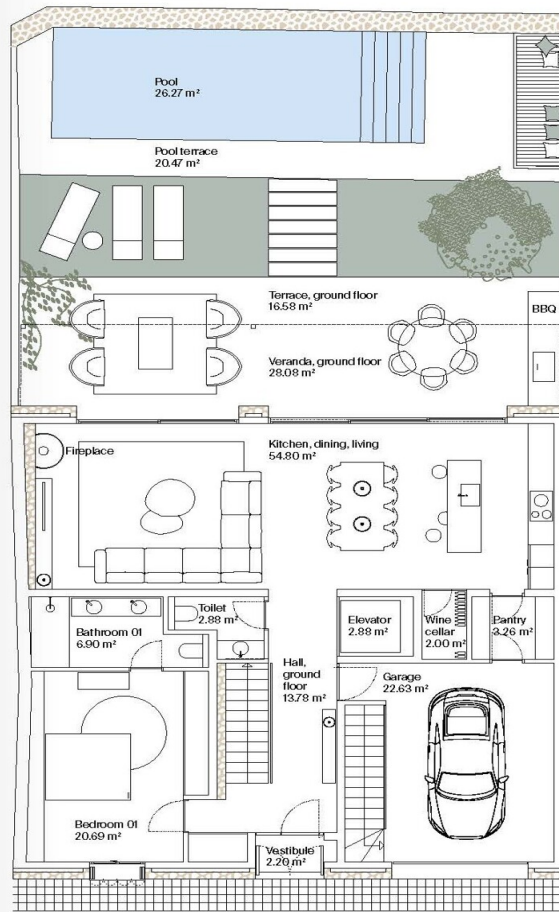 Pool
26.27 m²
Pool terrace
20.47 m²
Terrace, ground floor
16.58 m²
BBQ
Veranda, ground floor
28.08 m²
Kitchen, dining, living
54.80 m²
Fireplace
Toilet
2.88 m²
Bathroom 01
6.90 m²
Elevator
2.88 m²
Wine
cellar
2.00 m²
Pantry
3.26 m²
Hall,
ground
floor
13.78 m²
Garage
22.63 m²
Bedroom 01
20.69 m²
Vestibule
2.20 m²